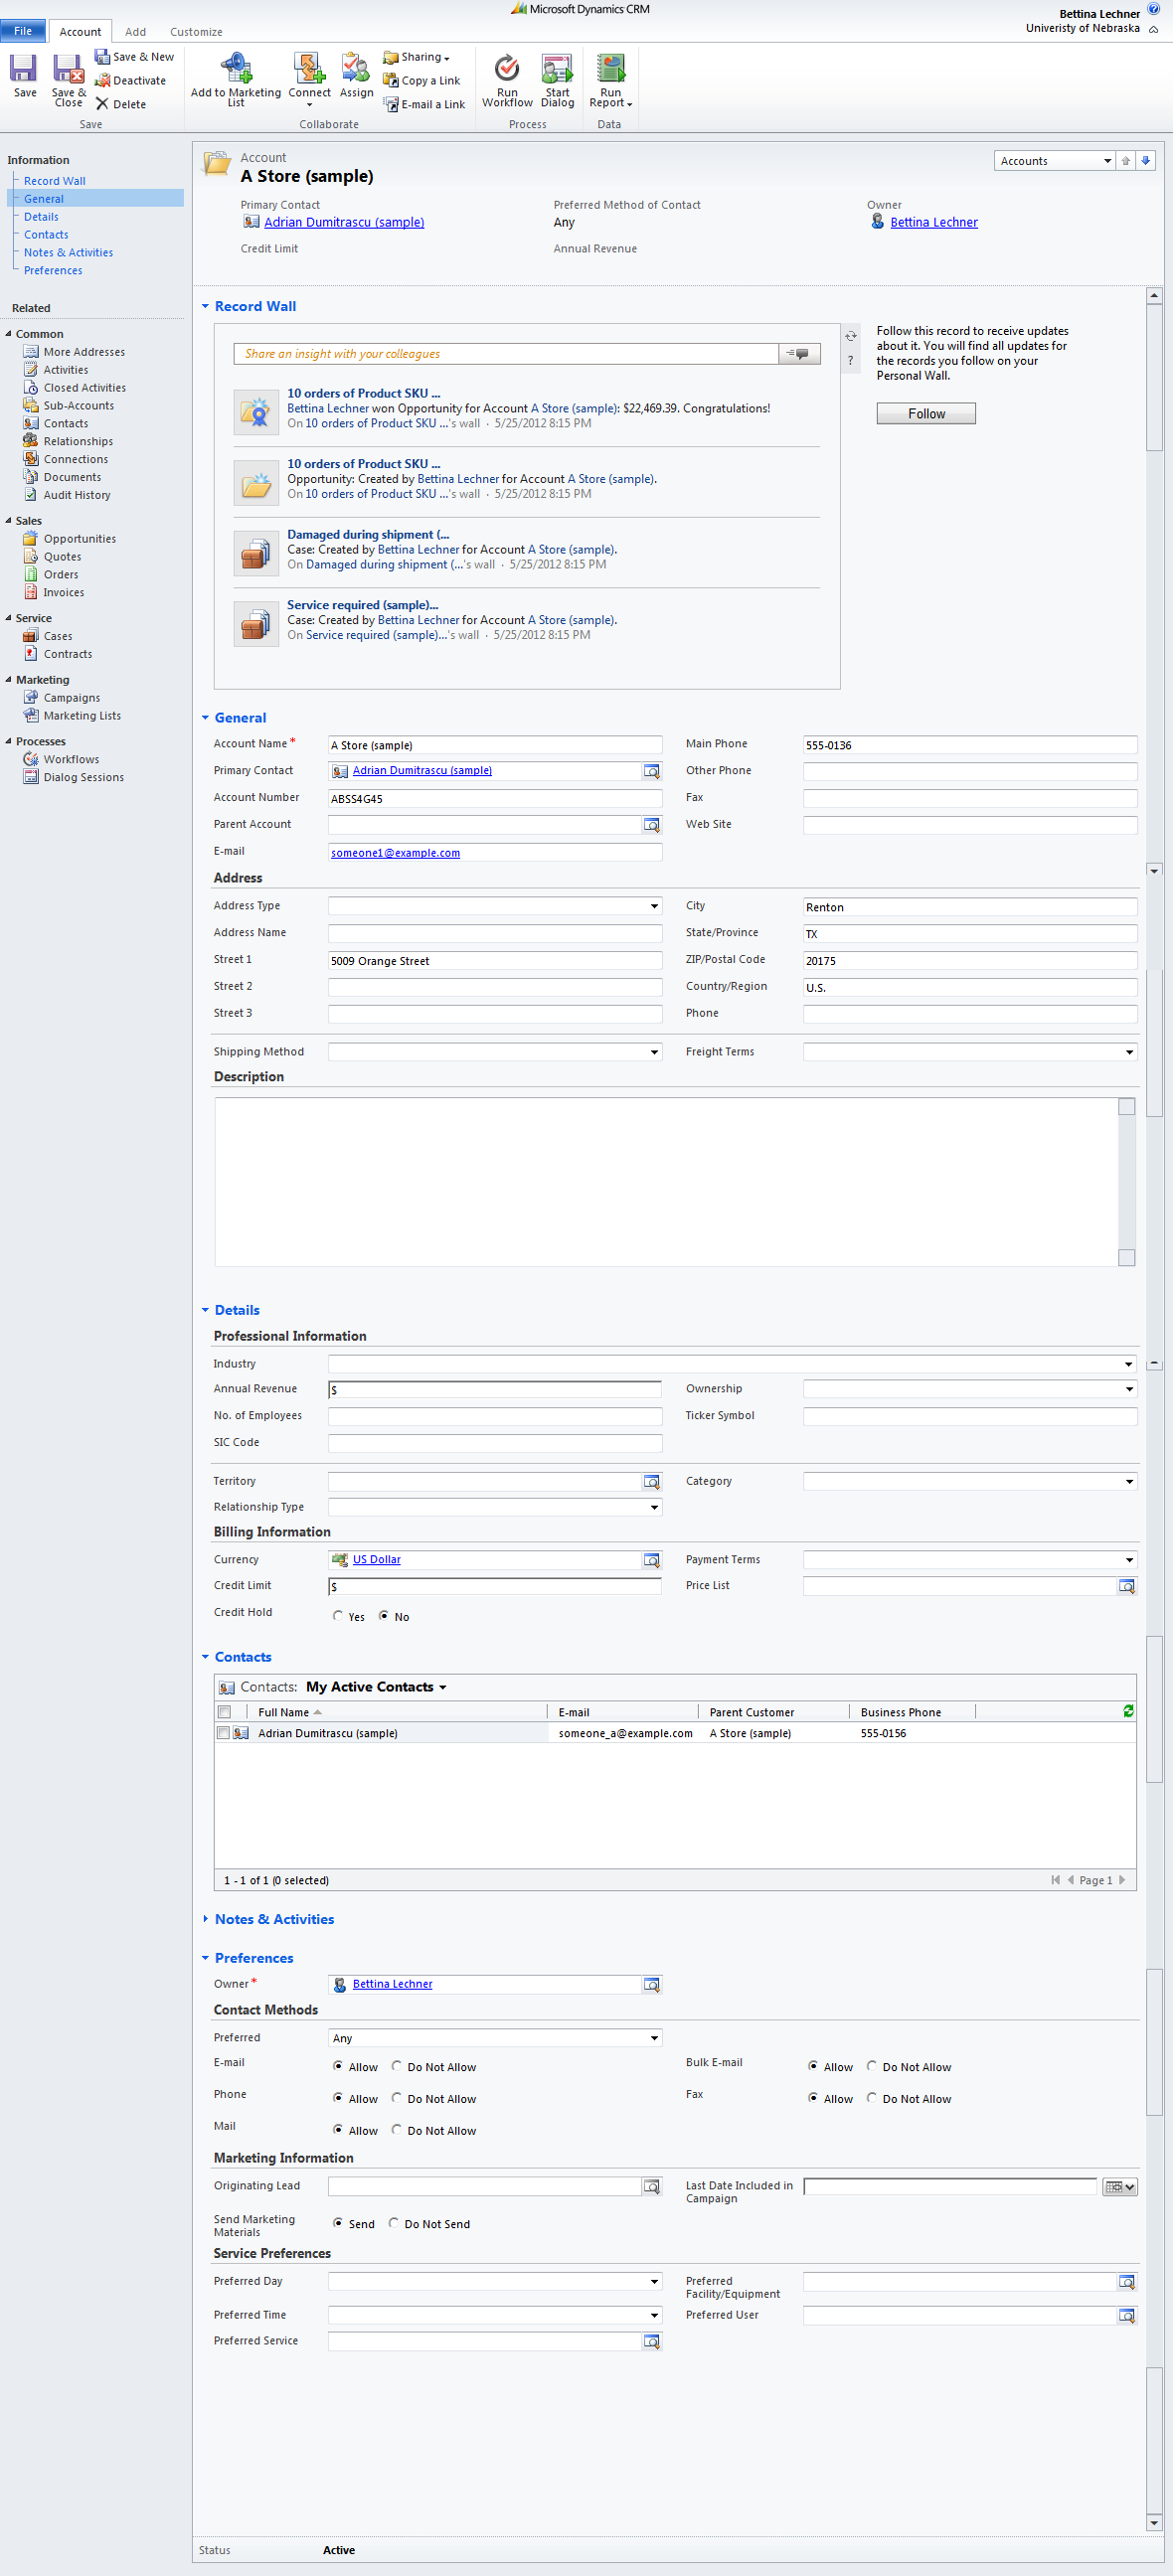 Microsoft Dynamics CRM
Bettina Lechner
Univeristy of Nebraska
File Account Add Customize
Save
Save & Close
Save & New
Deactivate
Delete
Save
Add to Marketing List
Connect
Assign
Sharing
Copy a Link
E-mail a Link
Collaborate
Run Workflow
Start Dialog
Process
Run Report
Data
Information
Record Wall
General
Details
Contacts
Notes & Activities
Preferences
Related
Common
More Addresses
Activities
Closed Activities
Sub-Accounts
Contacts
Relationships
Connections
Documents
Audit History
Sales
Opportunities
Quotes
Orders
Invoices
Service
Cases
Contracts
Marketing
Campaigns
Marketing Lists
Processes
Workflows
Dialog Sessions
Account
A Store (sample)
Accounts
Primary Contact
Adrian Dumitrascu (sample)
Preferred Method of Contact
Any
Owner
Bettina Lechner
Credit Limit
Annual Revenue
Record Wall
Share an insight with your colleagues
?
Follow this record to receive updates
about it. You will find all updates for
the records you follow on your
Personal Wall.
Follow
10 orders of Product SKU ...
Bettina Lechner won Opportunity for Account A Store (sample): $22,469.39. Congratulations!
On 10 orders of Product SKU ...'s wall · 5/25/2012 8:15 PM
10 orders of Product SKU ...
Opportunity: Created by Bettina Lechner for Account A Store (sample).
On 10 orders of Product SKU ...'s wall · 5/25/2012 8:15 PM
Damaged during shipment (...
Case: Created by Bettina Lechner for Account A Store (sample).
On Damaged during shipment (...'s wall · 5/25/2012 8:15 PM
Service required (sample)...
Case: Created by Bettina Lechner for Account A Store (sample).
On Service required (sample)...'s wall · 5/25/2012 8:15 PM
General
Account Name * A Store (sample) Main Phone 555-0136
Primary Contact Adrian Dumitrascu (sample) Other Phone
Account Number ABSS4G45 Fax
Parent Account Web Site
E-mail someone1@example.com
Address
Address Type City Renton
Address Name State/Province TX
Street 1 5009 Orange Street ZIP/Postal Code 20175
Street 2 Country/Region U.S.
Street 3 Phone
Shipping Method Freight Terms
Description
Details
Professional Information
Industry
Annual Revenue $ Ownership
No. of Employees Ticker Symbol
SIC Code
Territory Category
Relationship Type
Billing Information
Currency US Dollar Payment Terms
Credit Limit $ Price List
Credit Hold Yes No
Contacts
Contacts: My Active Contacts
Full Name E-mail Parent Customer Business Phone
Adrian Dumitrascu (sample) someone_a@example.com A Store (sample) 555-0156
1 - 1 of 1 (0 selected) Page 1
Notes & Activities
Preferences
Owner * Bettina Lechner
Contact Methods
Preferred Any
E-mail Allow Do Not Allow Bulk E-mail Allow Do Not Allow
Phone Allow Do Not Allow Fax Allow Do Not Allow
Mail Allow Do Not Allow
Marketing Information
Originating Lead Last Date Included in
Campaign
Send Marketing
Materials Send Do Not Send
Service Preferences
Preferred Day Preferred
Facility/Equipment
Preferred Time Preferred User
Preferred Service
Status Active